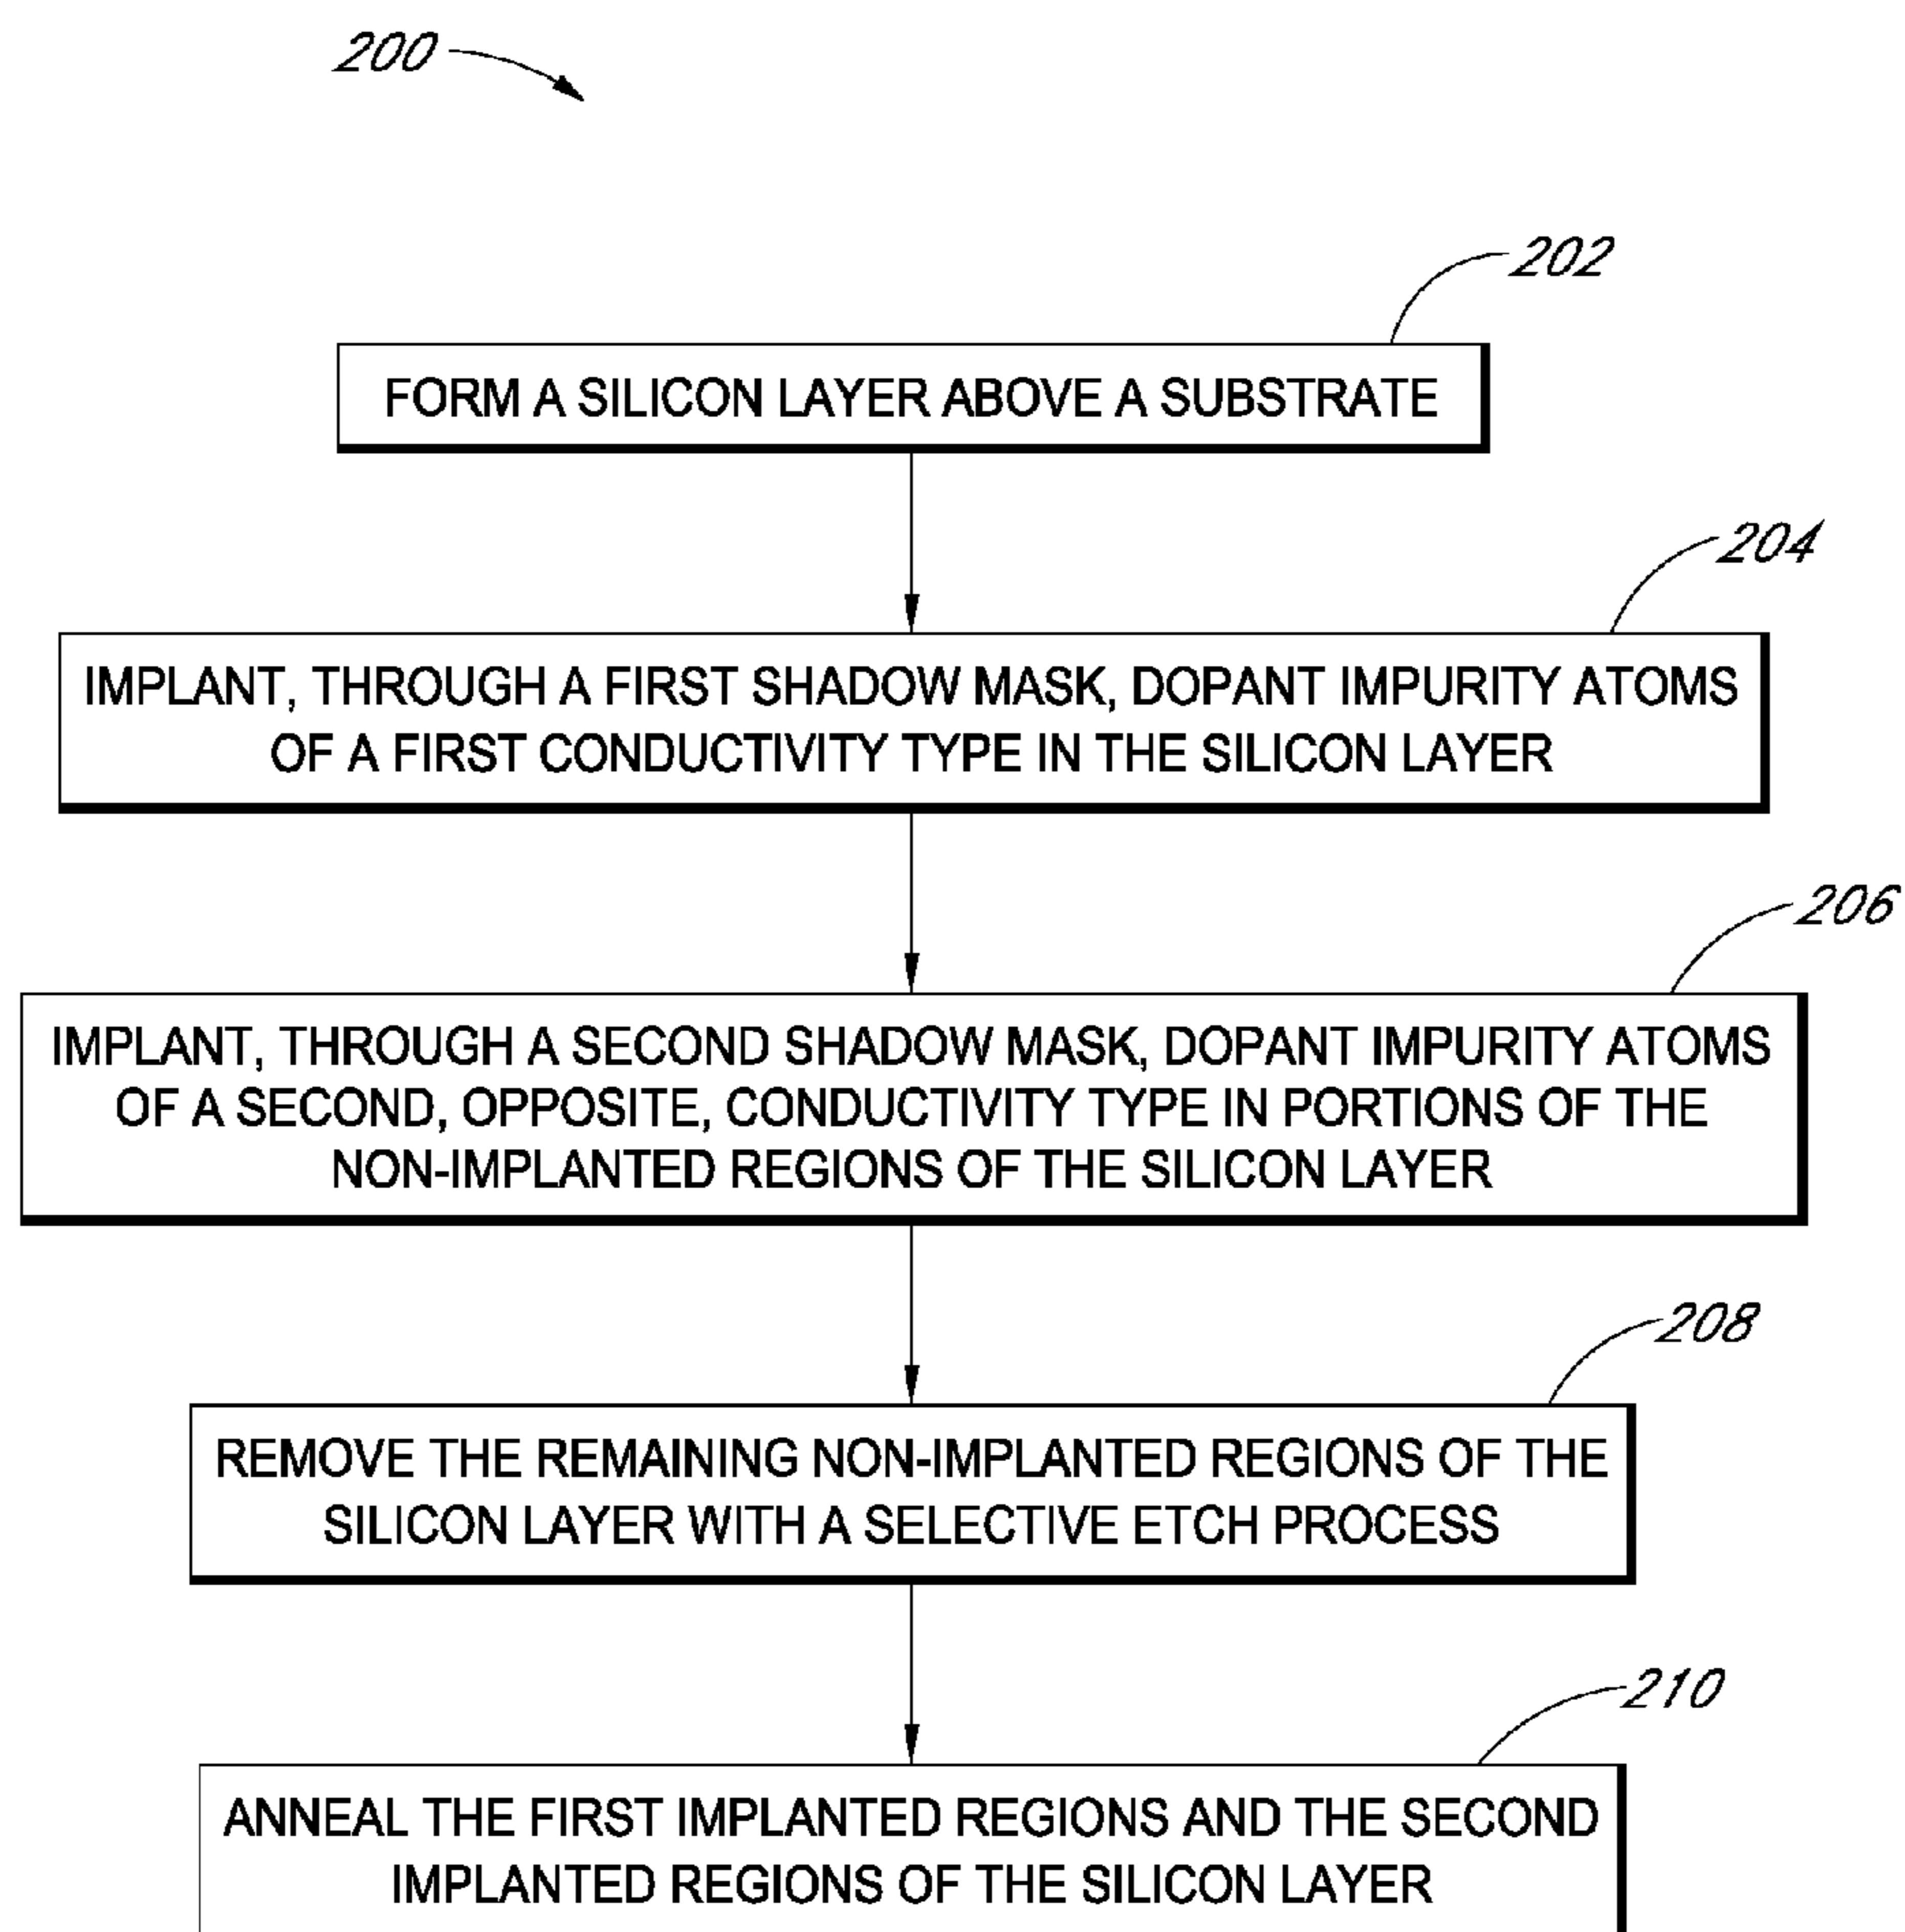 200
202
FORM A SILICON LAYER ABOVE A SUBSTRATE
204
IMPLANT, THROUGH A FIRST SHADOW MASK, DOPANT IMPURITY ATOMS
OF A FIRST CONDUCTIVITY TYPE IN THE SILICON LAYER
206
IMPLANT, THROUGH A SECOND SHADOW MASK, DOPANT IMPURITY ATOMS
OF A SECOND, OPPOSITE, CONDUCTIVITY TYPE IN PORTIONS OF THE
NON-IMPLANTED REGIONS OF THE SILICON LAYER
208
REMOVE THE REMAINING NON-IMPLANTED REGIONS OF THE
SILICON LAYER WITH A SELECTIVE ETCH PROCESS
210
ANNEAL THE FIRST IMPLANTED REGIONS AND THE SECOND
IMPLANTED REGIONS OF THE SILICON LAYER